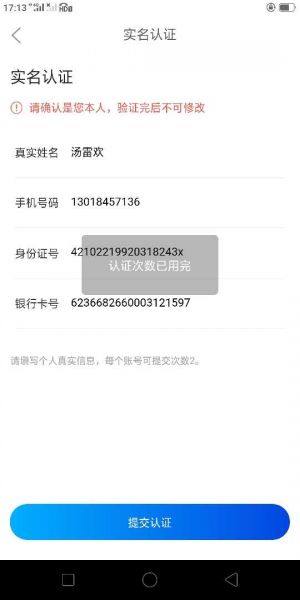 17:13
实名认证
实名认证
请确认是您本人，验证完后不可修改
真实姓名 汤雷欢
手机号码 13018457136
身份证号 42102219920318243x
认证次数已用完
银行卡号 6236682660003121597
请填写个人真实信息，每个账号可提交次数2。
提交认证